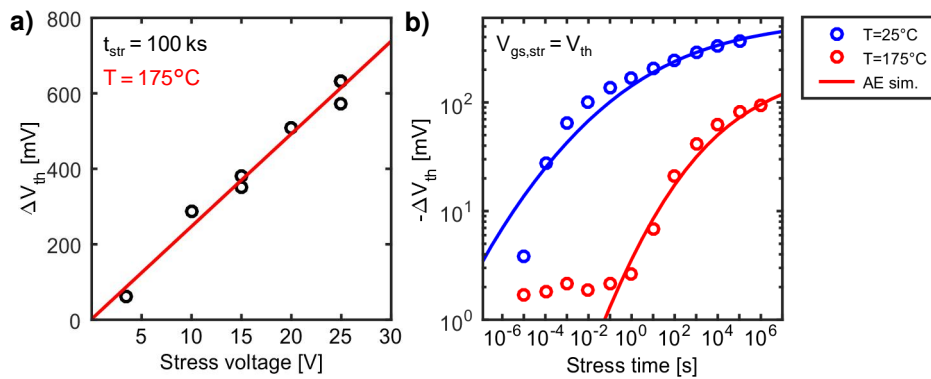 a)
t_str = 100 ks
T = 175°C
ΔV_th [mV]
800
600
400
200
0
5 10 15 20 25 30
Stress voltage [V]
b)
V_gs,str = V_th
-ΔV_th [mV]
10^2
10^1
10^0
10^-6 10^-4 10^-2 10^0 10^2 10^4 10^6
Stress time [s]
T=25°C
T=175°C
AE sim.